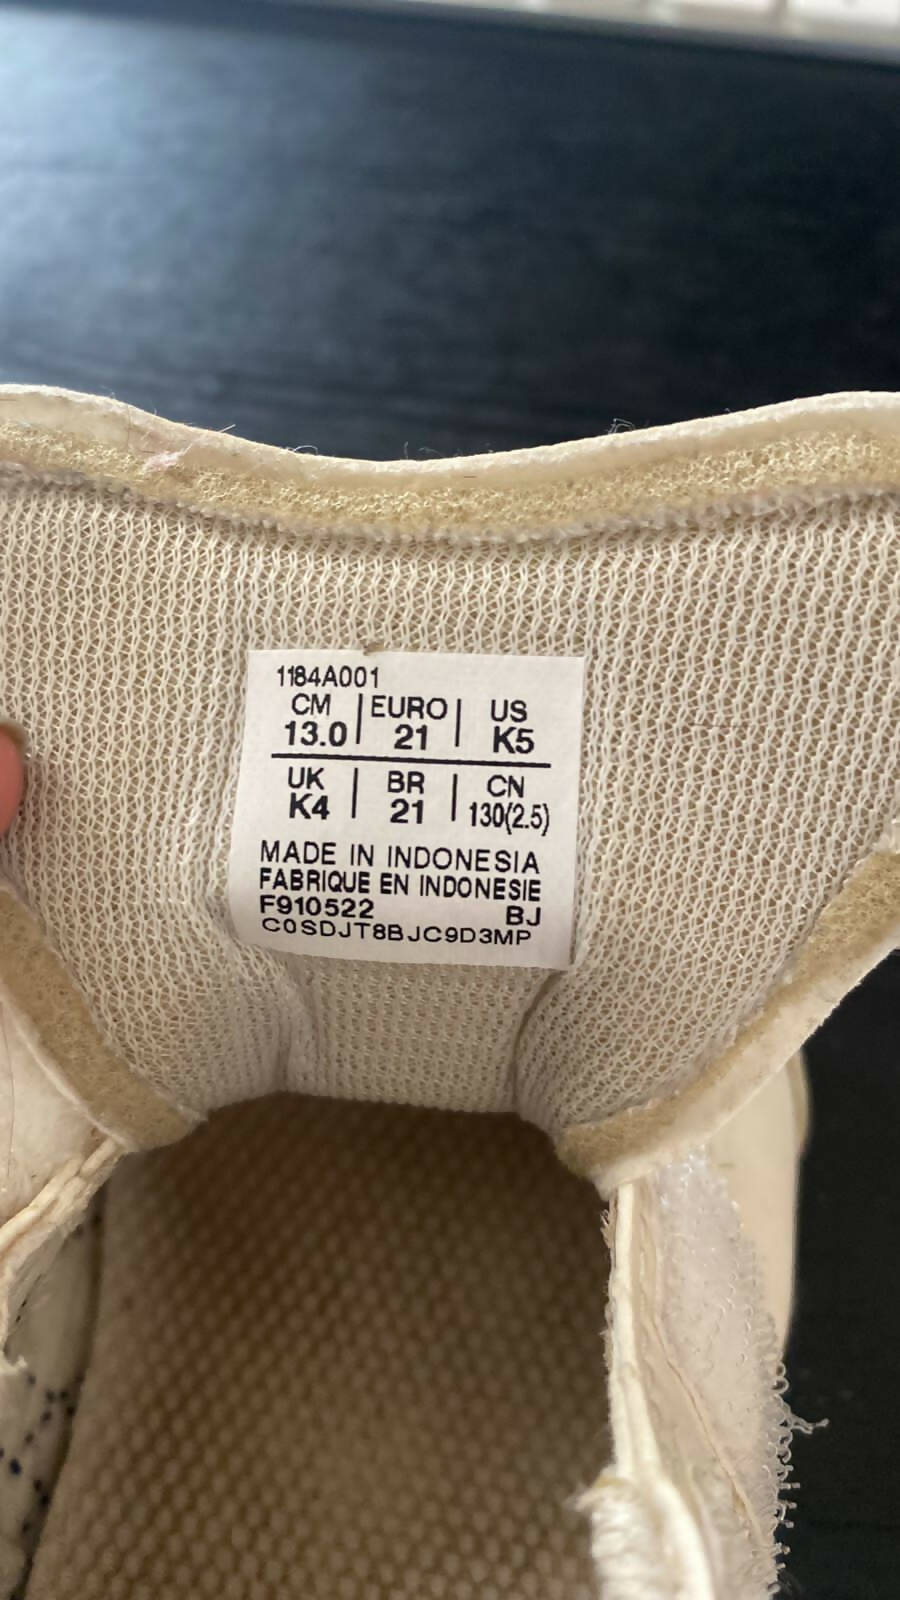 1184A001
CM | EURO | US
13.0 | 21 | K5
UK | BR | CN
K4 | 21 | 130(2.5)
MADE IN INDONESIA
FABRIQUE EN INDONESIE
F910522 BJ
C0SDJT8BJC9D3MP